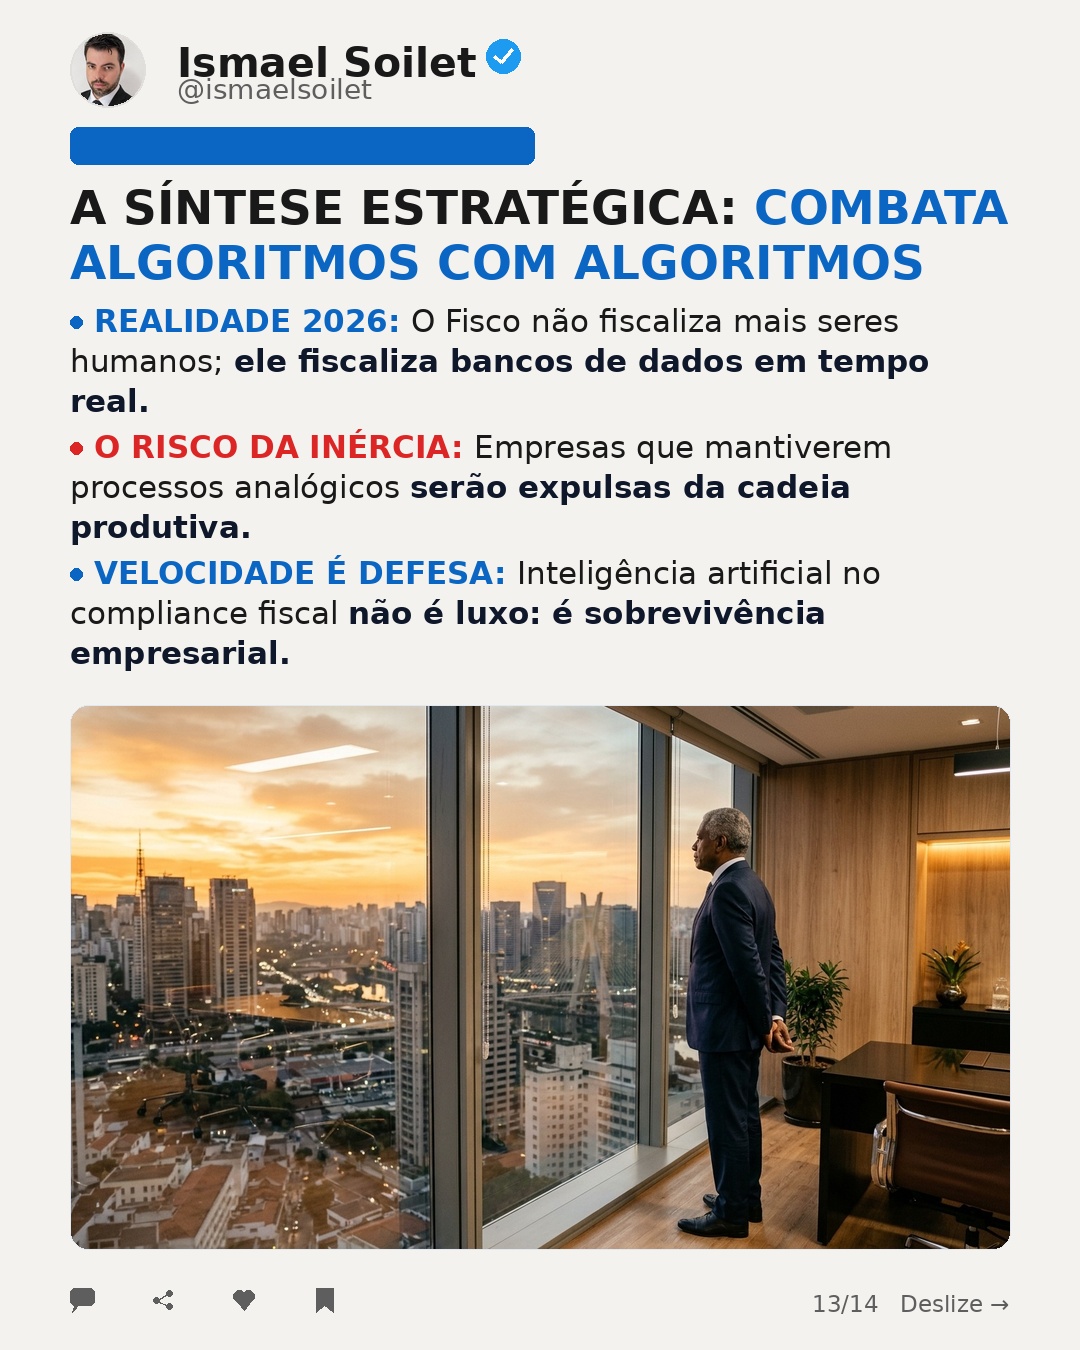 Ismael Soilet
@ismaelsoilet
A SÍNTESE ESTRATÉGICA: COMBATA
ALGORITMOS COM ALGORITMOS
• REALIDADE 2026: O Fisco não fiscaliza mais seres
humanos; ele fiscaliza bancos de dados em tempo
real.
• O RISCO DA INÉRCIA: Empresas que mantiverem
processos analógicos serão expulsas da cadeia
produtiva.
• VELOCIDADE É DEFESA: Inteligência artificial no
compliance fiscal não é luxo: é sobrevivência
empresarial.
13/14 Deslize →